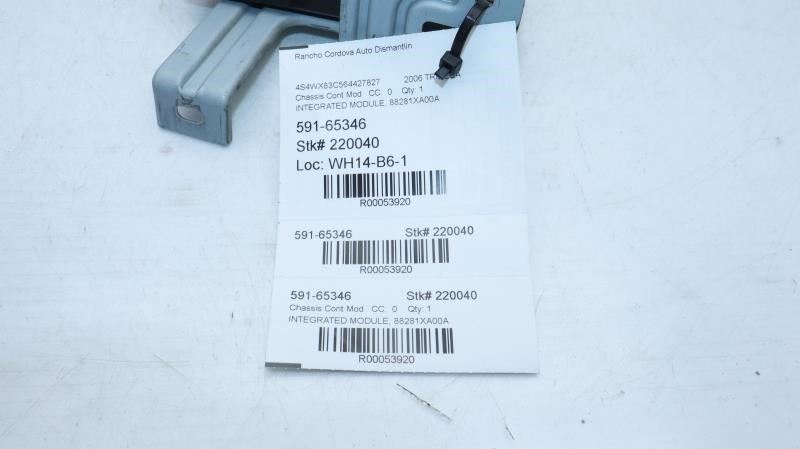 Rancho Cordova Auto Dismantlin
4S4WX83C564427827 2006
Chassis Cont Mod CC: 0 Qty: 1
INTEGRATED MODULE, 88281XA00A
591-65346
Stk# 220040
Loc: WH14-B6-1
R00053920
591-65346 Stk# 220040
R00053920
591-65346 Stk# 220040
Chassis Cont Mod CC: 0 Qty: 1
INTEGRATED MODULE, 88281XA00A
R00053920